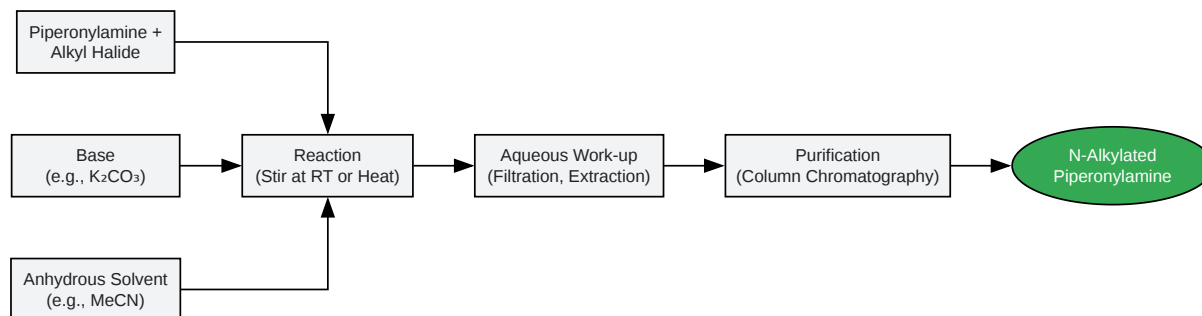 Piperonylamine +
Alkyl Halide
Base
(e.g., K₂CO₃)
Anhydrous Solvent
(e.g., MeCN)
Reaction
(Stir at RT or Heat)
Aqueous Work-up
(Filtration, Extraction)
Purification
(Column Chromatography)
N-Alkylated
Piperonylamine